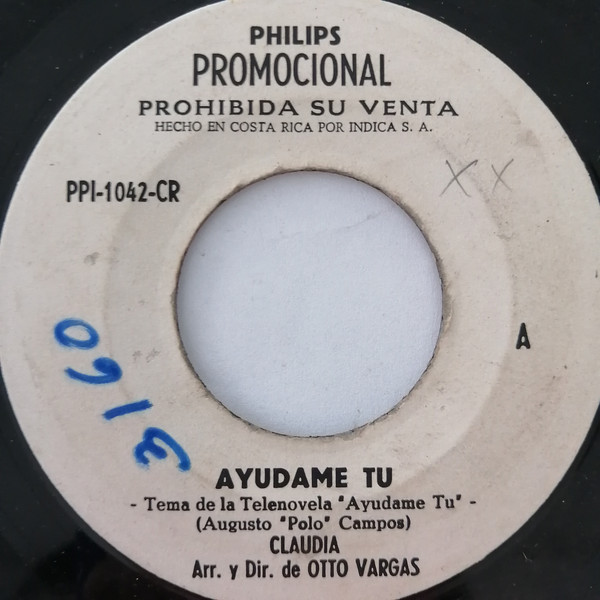 PHILIPS
PROMOCIONAL
PROHIBIDA SU VENTA
HECHO EN COSTA RICA POR INDICA S. A.
PPI-1042-CR
X X
A
3160
AYUDAME TU
- Tema de la Telenovela "Ayudame Tu" -
(Augusto "Polo" Campos)
CLAUDIA
Arr. y Dir. de OTTO VARGAS